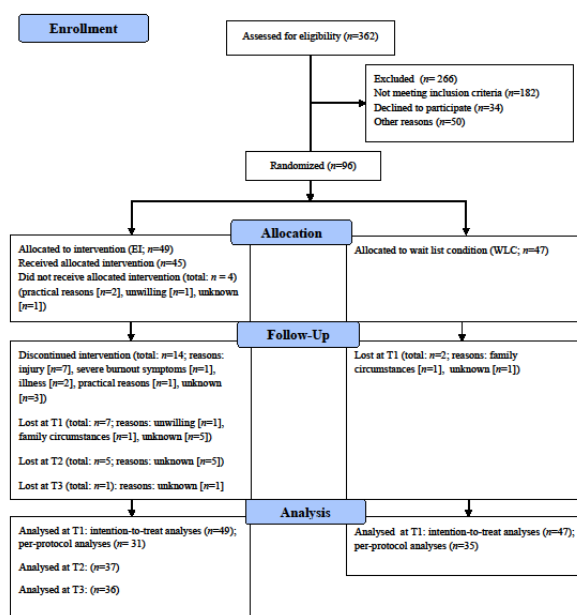 Enrollment
Assessed for eligibility (n=362)
Excluded (n= 266)
Not meeting inclusion criteria (n=182)
Declined to participate (n=34)
Other reasons (n=50)
Randomized (n=96)
Allocation
Allocated to intervention (EI; n=49)
Received allocated intervention (n=45)
Did not receive allocated intervention (total: n = 4)
(practical reasons [n=2], unwilling [n=1], unknown
[n=1])
Allocated to wait list condition (WLC; n=47)
Follow-Up
Discontinued intervention (total: n=14; reasons:
injury [n=7], severe burnout symptoms [n=1],
illness [n=2], practical reasons [n=1], unknown
[n=3])
Lost at T1 (total: n=7; reasons: unwilling [n=1],
family circumstances [n=1], unknown [n=5])
Lost at T2 (total: n=5; reasons: unknown [n=5])
Lost at T3 (total: n=1): reasons: unknown [n=1]
Lost at T1 (total: n=2; reasons: family
circumstances [n=1], unknown [n=1])
Analysis
Analysed at T1: intention-to-treat analyses (n=49);
per-protocol analyses (n= 31)
Analysed at T2: (n=37)
Analysed at T3: (n=36)
Analysed at T1: intention-to-treat analyses (n=47);
per-protocol analyses (n=35)